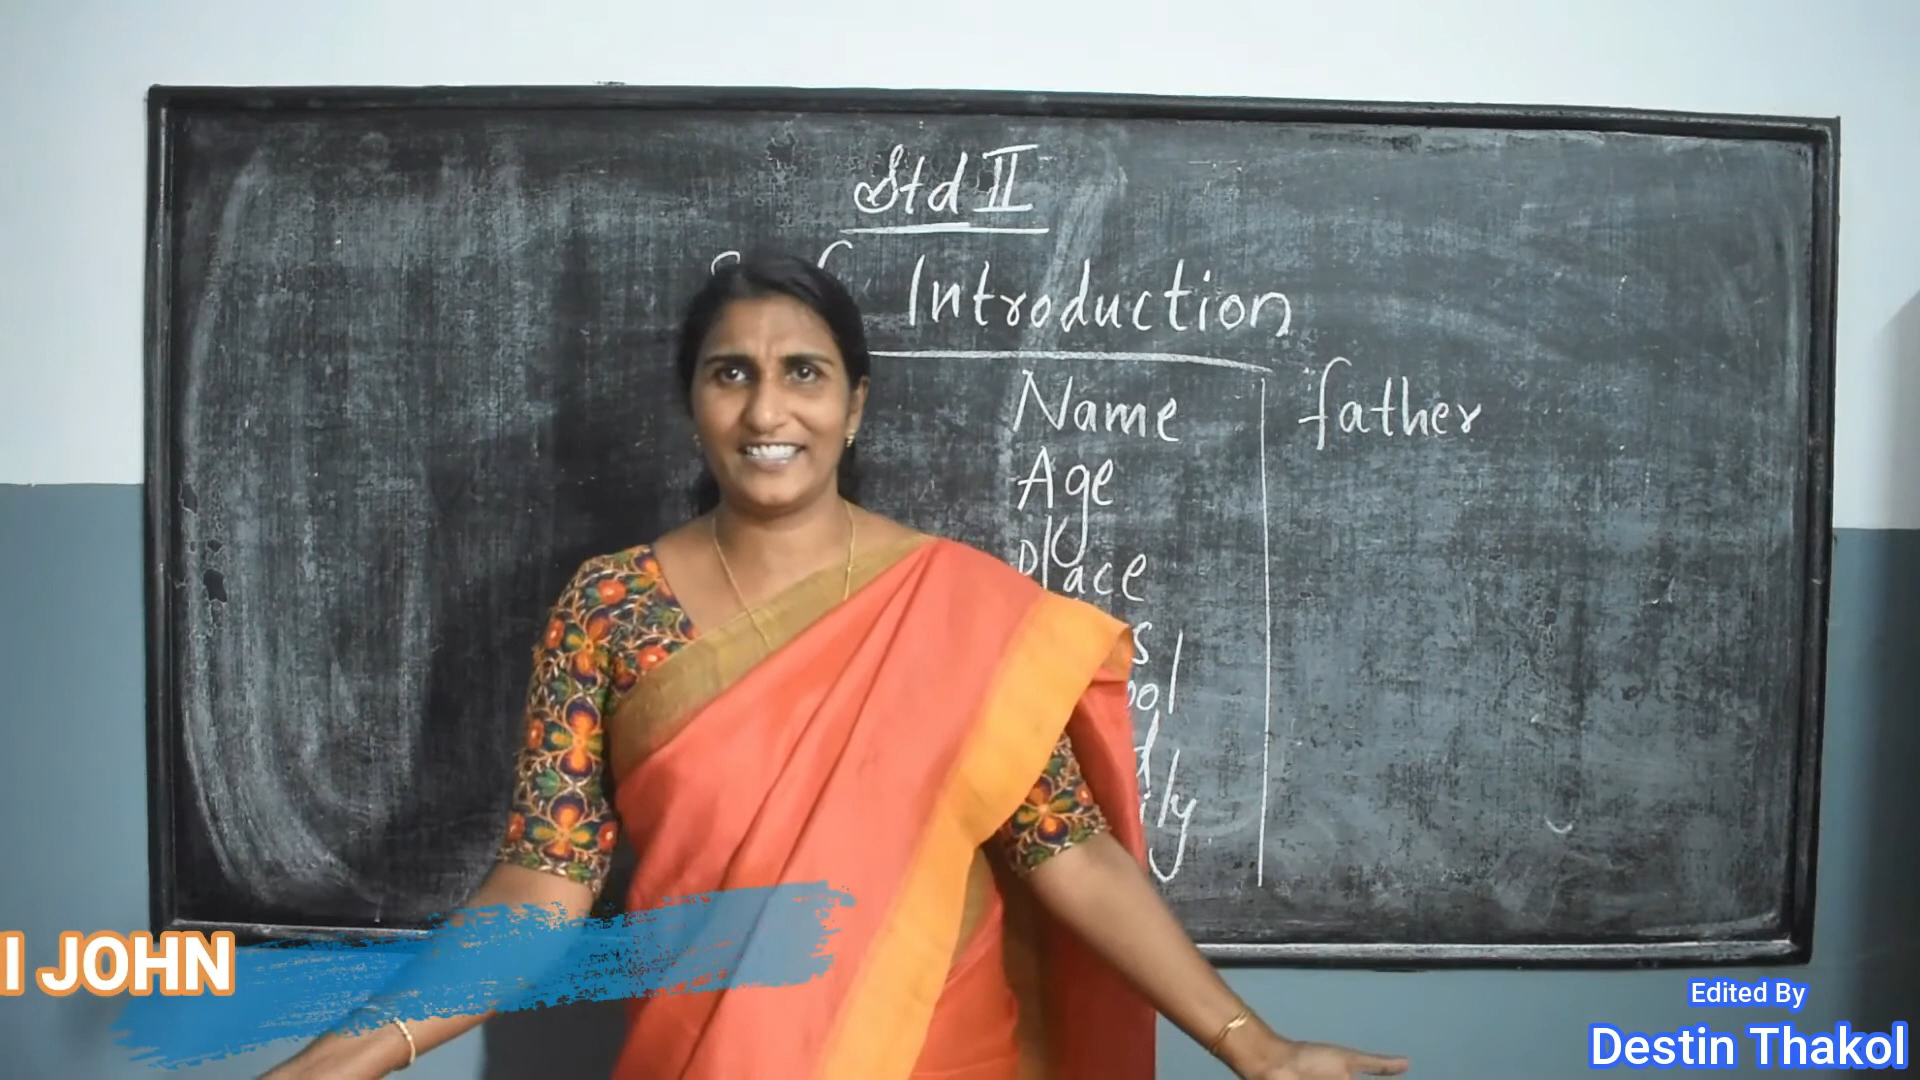 Std II
Introduction
Name
father
Age
Place
I JOHN
Edited By
Destin Thakol